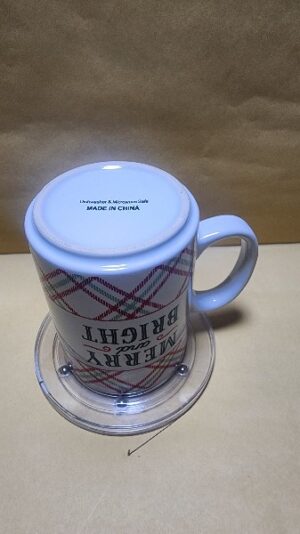 Dishwasher & Microwave Safe
MADE IN CHINA
MERRY
and
BRIGHT